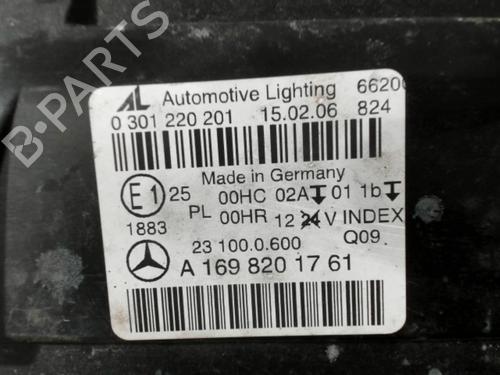 AL Automotive Lighting 6620
0 301 220 201 15.02.06 824
Made in Germany
E1 25 00HC 02A 01 1b
PL 00HR 12 24 V INDEX
1883
23 100.0.600 Q09
A 169 820 17 61
B-PARTS